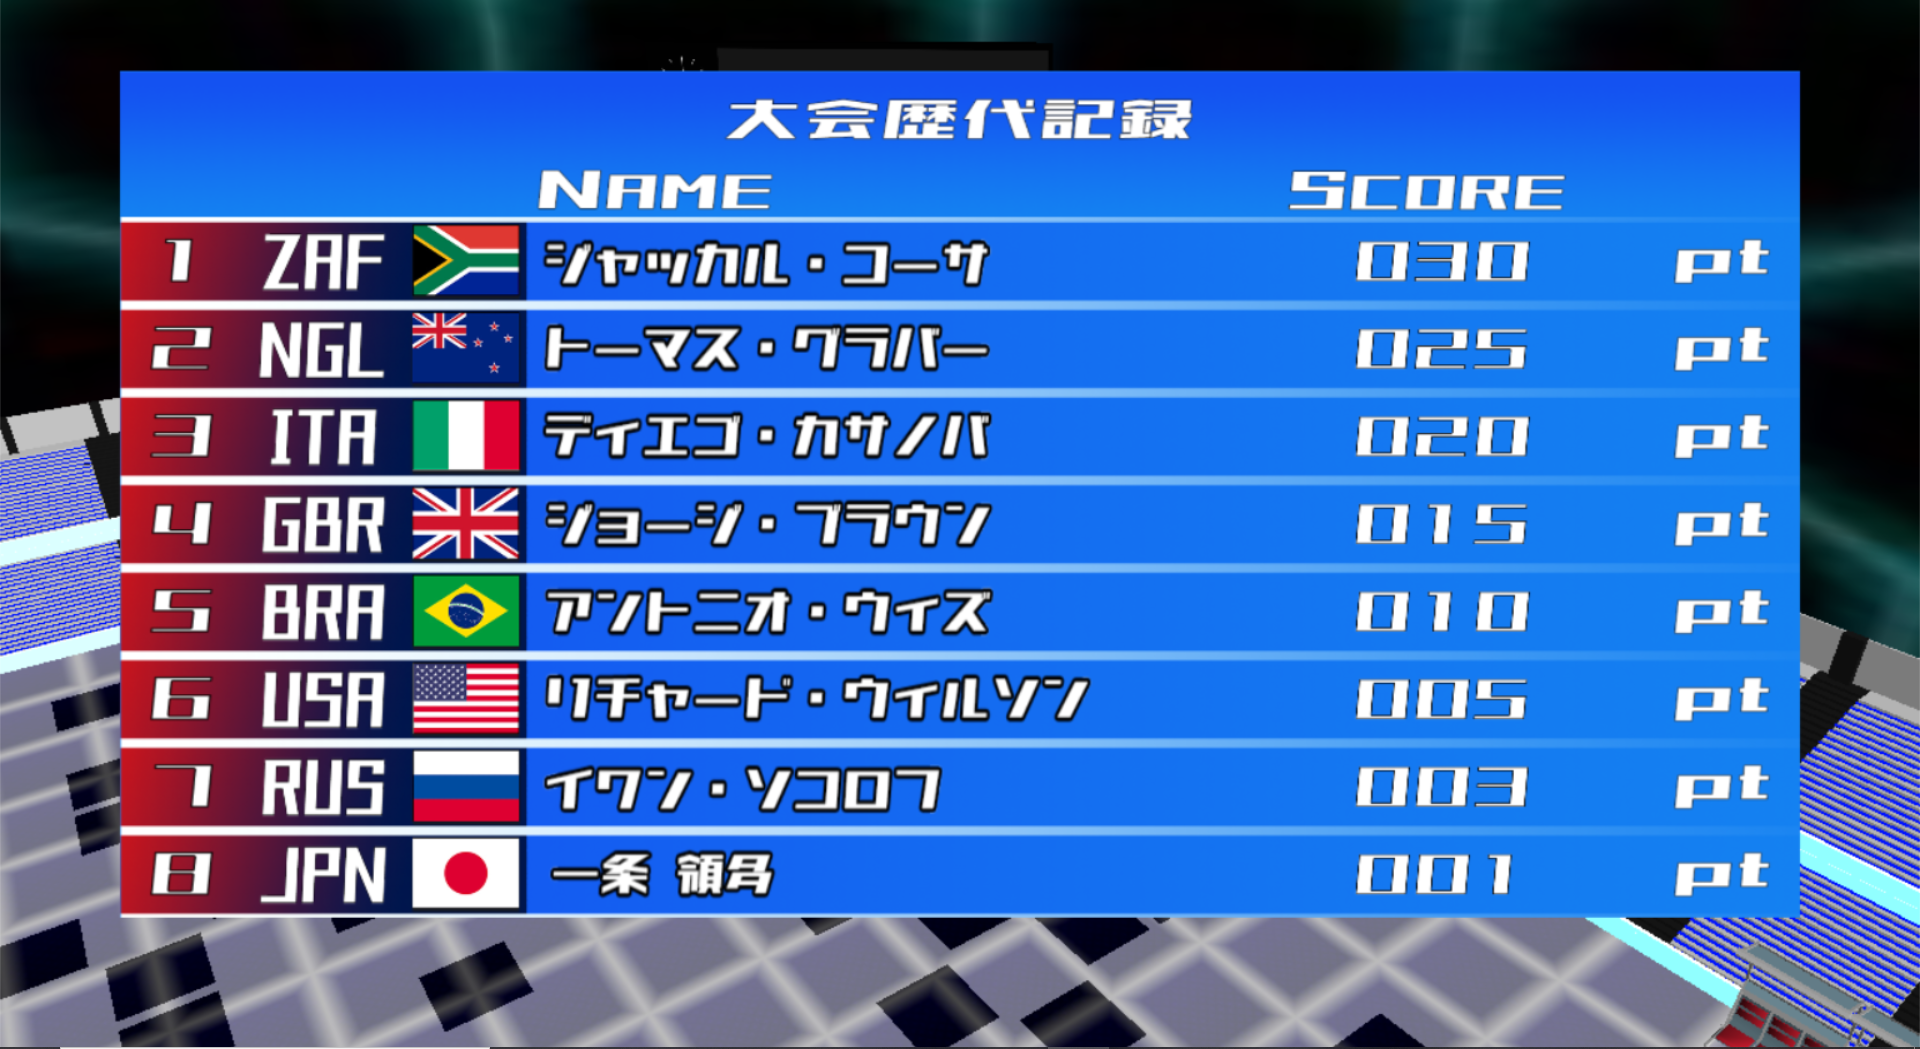 大会歴代記録
NAME SCORE
1 ZAF ジャッカル・コーサ 030 pt
2 NGL トーマス・グラバー 025 pt
3 ITA ディエゴ・カサノバ 020 pt
4 GBR ジョージ・ブラウン 015 pt
5 BRA アントニオ・ウィズ 010 pt
6 USA リチャード・ウィルソン 005 pt
7 RUS イワン・ソコロフ 003 pt
8 JPN 一条 領
001 pt